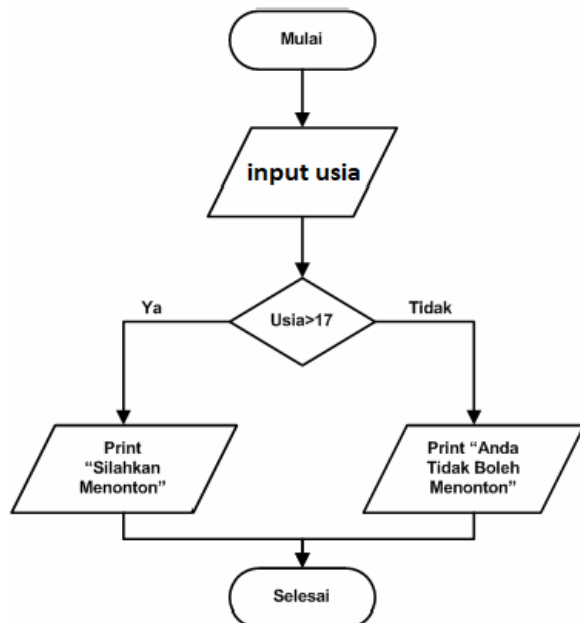 Mulai
input usia
Usia>17
Ya
Tidak
Print
“Silahkan
Menonton”
Print “Anda
Tidak Boleh
Menonton”
Selesai